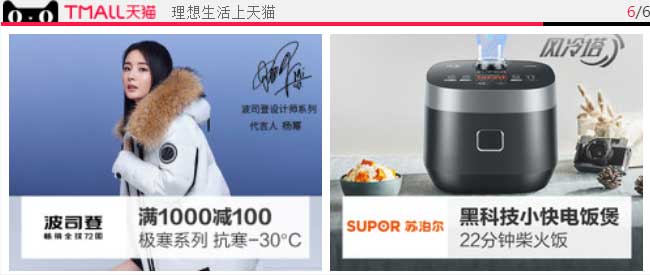 TMALL天猫 理想生活上天猫 6/6
波司登设计师系列
代言人 杨幂
波司登
畅销全球72国
满1000减100
极寒系列 抗寒-30°C
风冷塔
SUPOR
SUPOR 苏泊尔
黑科技小快电饭煲
22分钟柴火饭